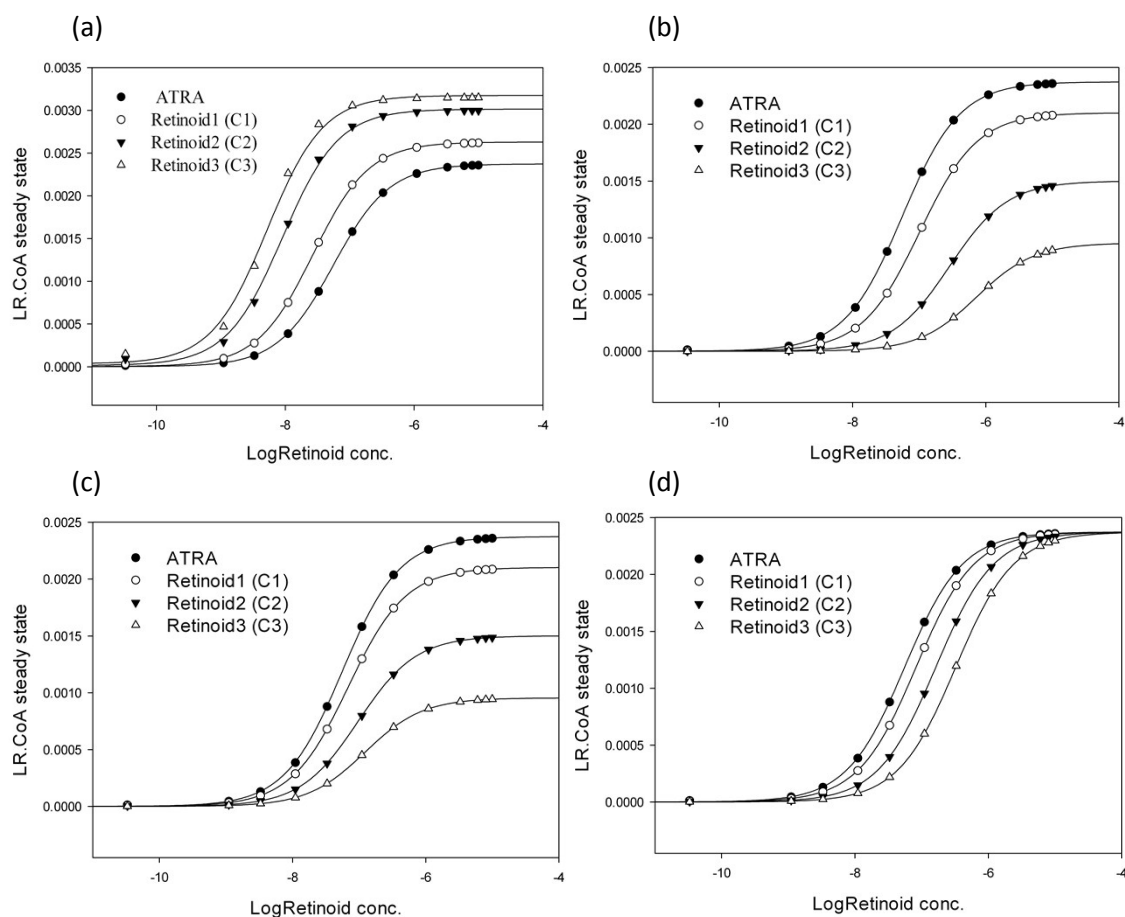 (a)
LR.CoA steady state
0.0035
0.0030
0.0025
0.0020
0.0015
0.0010
0.0005
0.0000
ATRA
Retinoid1 (C1)
Retinoid2 (C2)
Retinoid3 (C3)
-10
-8
-6
-4
LogRetinoid conc.
(b)
LR.CoA steady state
0.0025
0.0020
0.0015
0.0010
0.0005
0.0000
ATRA
Retinoid1 (C1)
Retinoid2 (C2)
Retinoid3 (C3)
-10
-8
-6
-4
LogRetinoid conc.
(c)
LR.CoA steady state
0.0025
0.0020
0.0015
0.0010
0.0005
0.0000
ATRA
Retinoid1 (C1)
Retinoid2 (C2)
Retinoid3 (C3)
-10
-8
-6
-4
LogRetinoid conc.
(d)
LR.CoA steady state
0.0025
0.0020
0.0015
0.0010
0.0005
0.0000
ATRA
Retinoid1 (C1)
Retinoid2 (C2)
Retinoid3 (C3)
-10
-8
-6
-4
LogRetinoid conc.